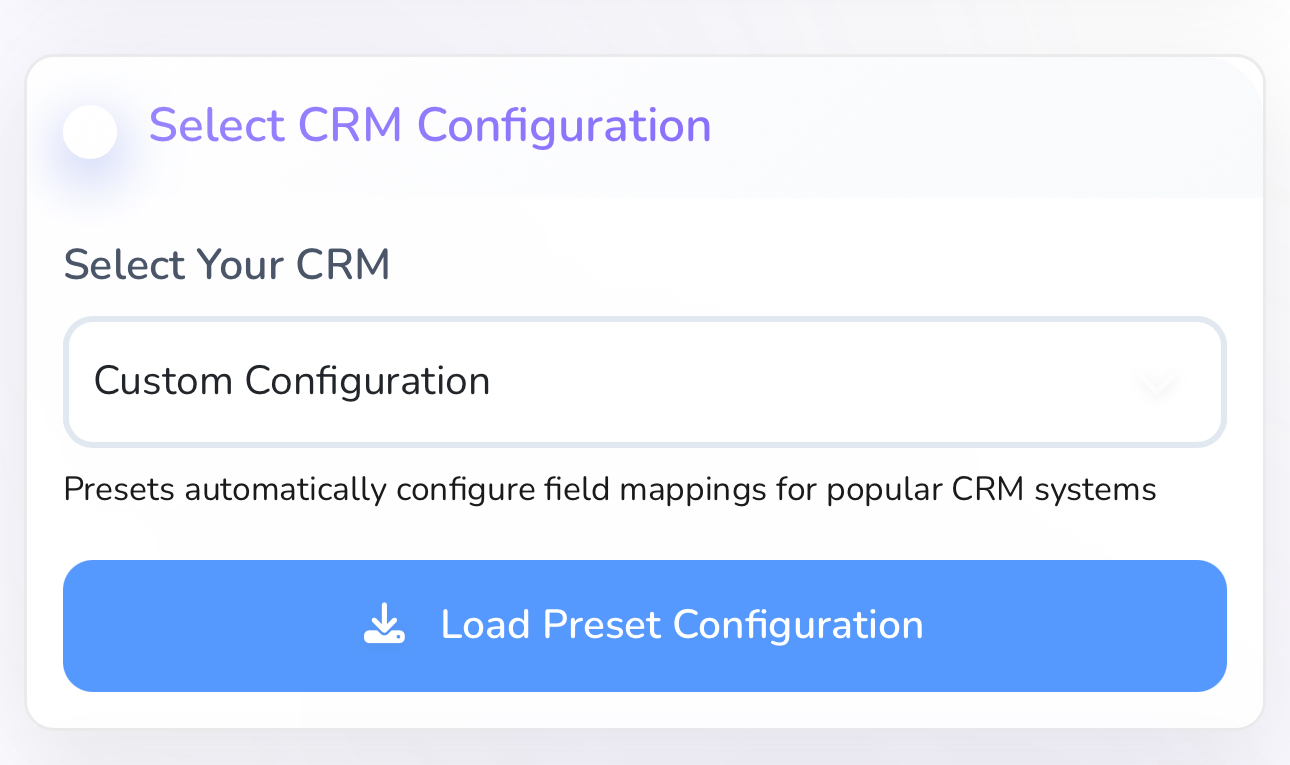 Select CRM Configuration
Select Your CRM
Custom Configuration
Presets automatically configure field mappings for popular CRM systems
Load Preset Configuration